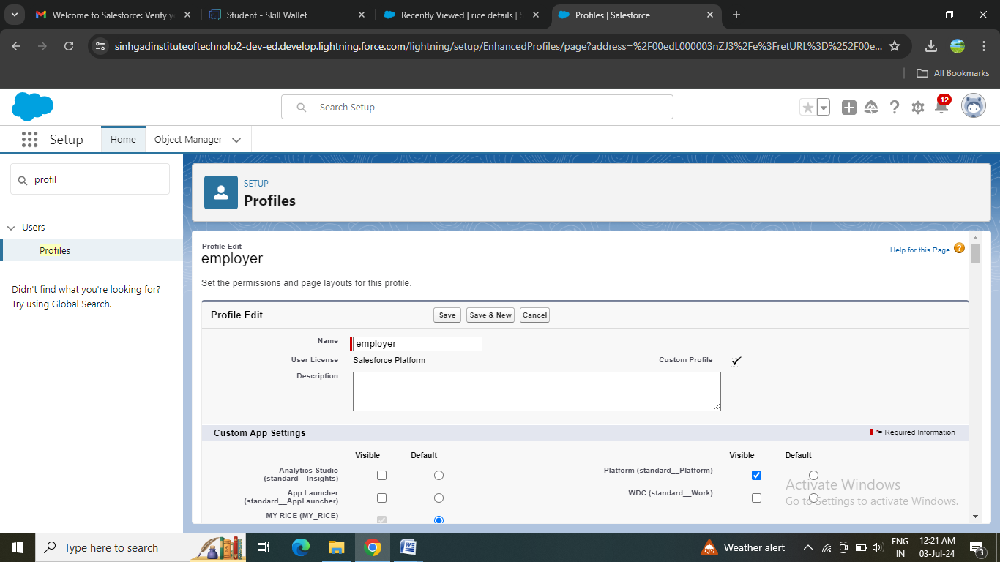 Welcome to Salesforce: Verify y
Student - Skill Wallet
Recently Viewed | rice details | S
Profiles | Salesforce
sinhgadinstituteoftechnolo2-dev-ed.develop.lightning.force.com/lightning/setup/EnhancedProfiles/page?address=%2F00edL000003nZJ3%2Fe%3FretURL%3D%252F00e...
All Bookmarks
Search Setup
12
Setup
Home
Object Manager
profil
Users
Profiles
Didn't find what you're looking for?
Try using Global Search.
SETUP
Profiles
Profile Edit
employer
Help for this Page
Set the permissions and page layouts for this profile.
Profile Edit
Save
Save & New
Cancel
Name
employer
User License
Salesforce Platform
Custom Profile
Description
Custom App Settings
= Required Information
Visible
Default
Visible
Default
Analytics Studio
(standard__Insights)
Platform (standard__Platform)
App Launcher
(standard__AppLauncher)
WDC (standard__Work)
MY RICE (MY_RICE)
Activate Windows
Go to Settings to activate Windows.
Type here to search
Weather alert
ENG
IN
12:21 AM
03-Jul-24
3